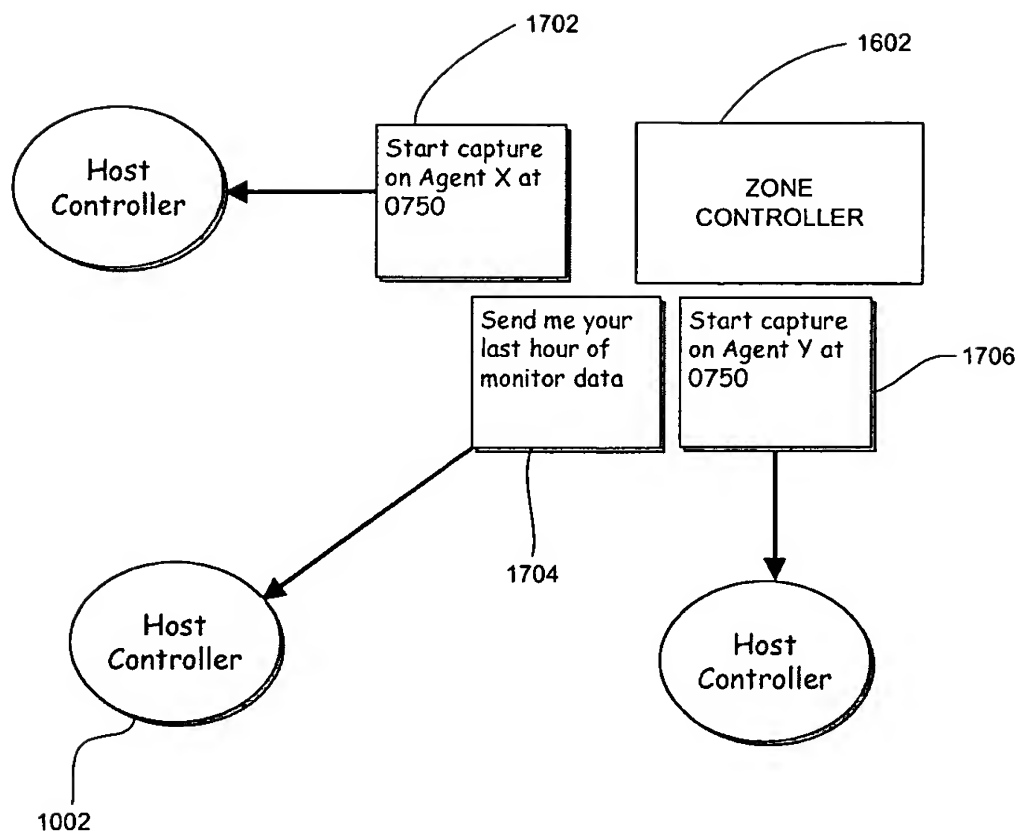 1702
1602
Host
Controller
Start capture
on Agent X at
0750
ZONE
CONTROLLER
Send me your
last hour of
monitor data
Start capture
on Agent Y at
0750
1706
1704
Host
Controller
Host
Controller
1002